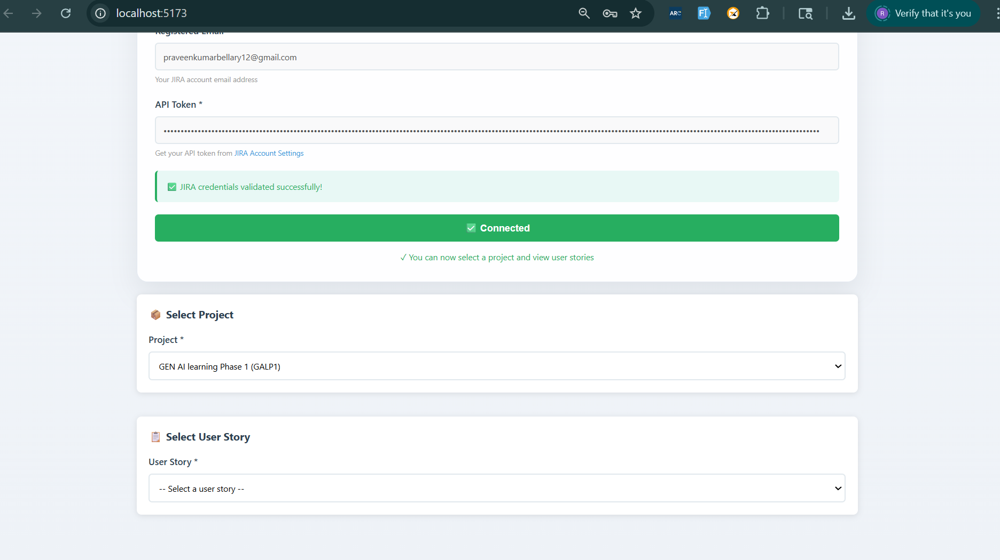 localhost:5173
ARC
R
Verify that it's you
Registered Email
praveenkumarbellary12@gmail.com
Your JIRA account email address
API Token *
Get your API token from JIRA Account Settings
✅ JIRA credentials validated successfully!
✅ Connected
✓ You can now select a project and view user stories
📦 Select Project
Project *
GEN AI learning Phase 1 (GALP1)
📋 Select User Story
User Story *
-- Select a user story --